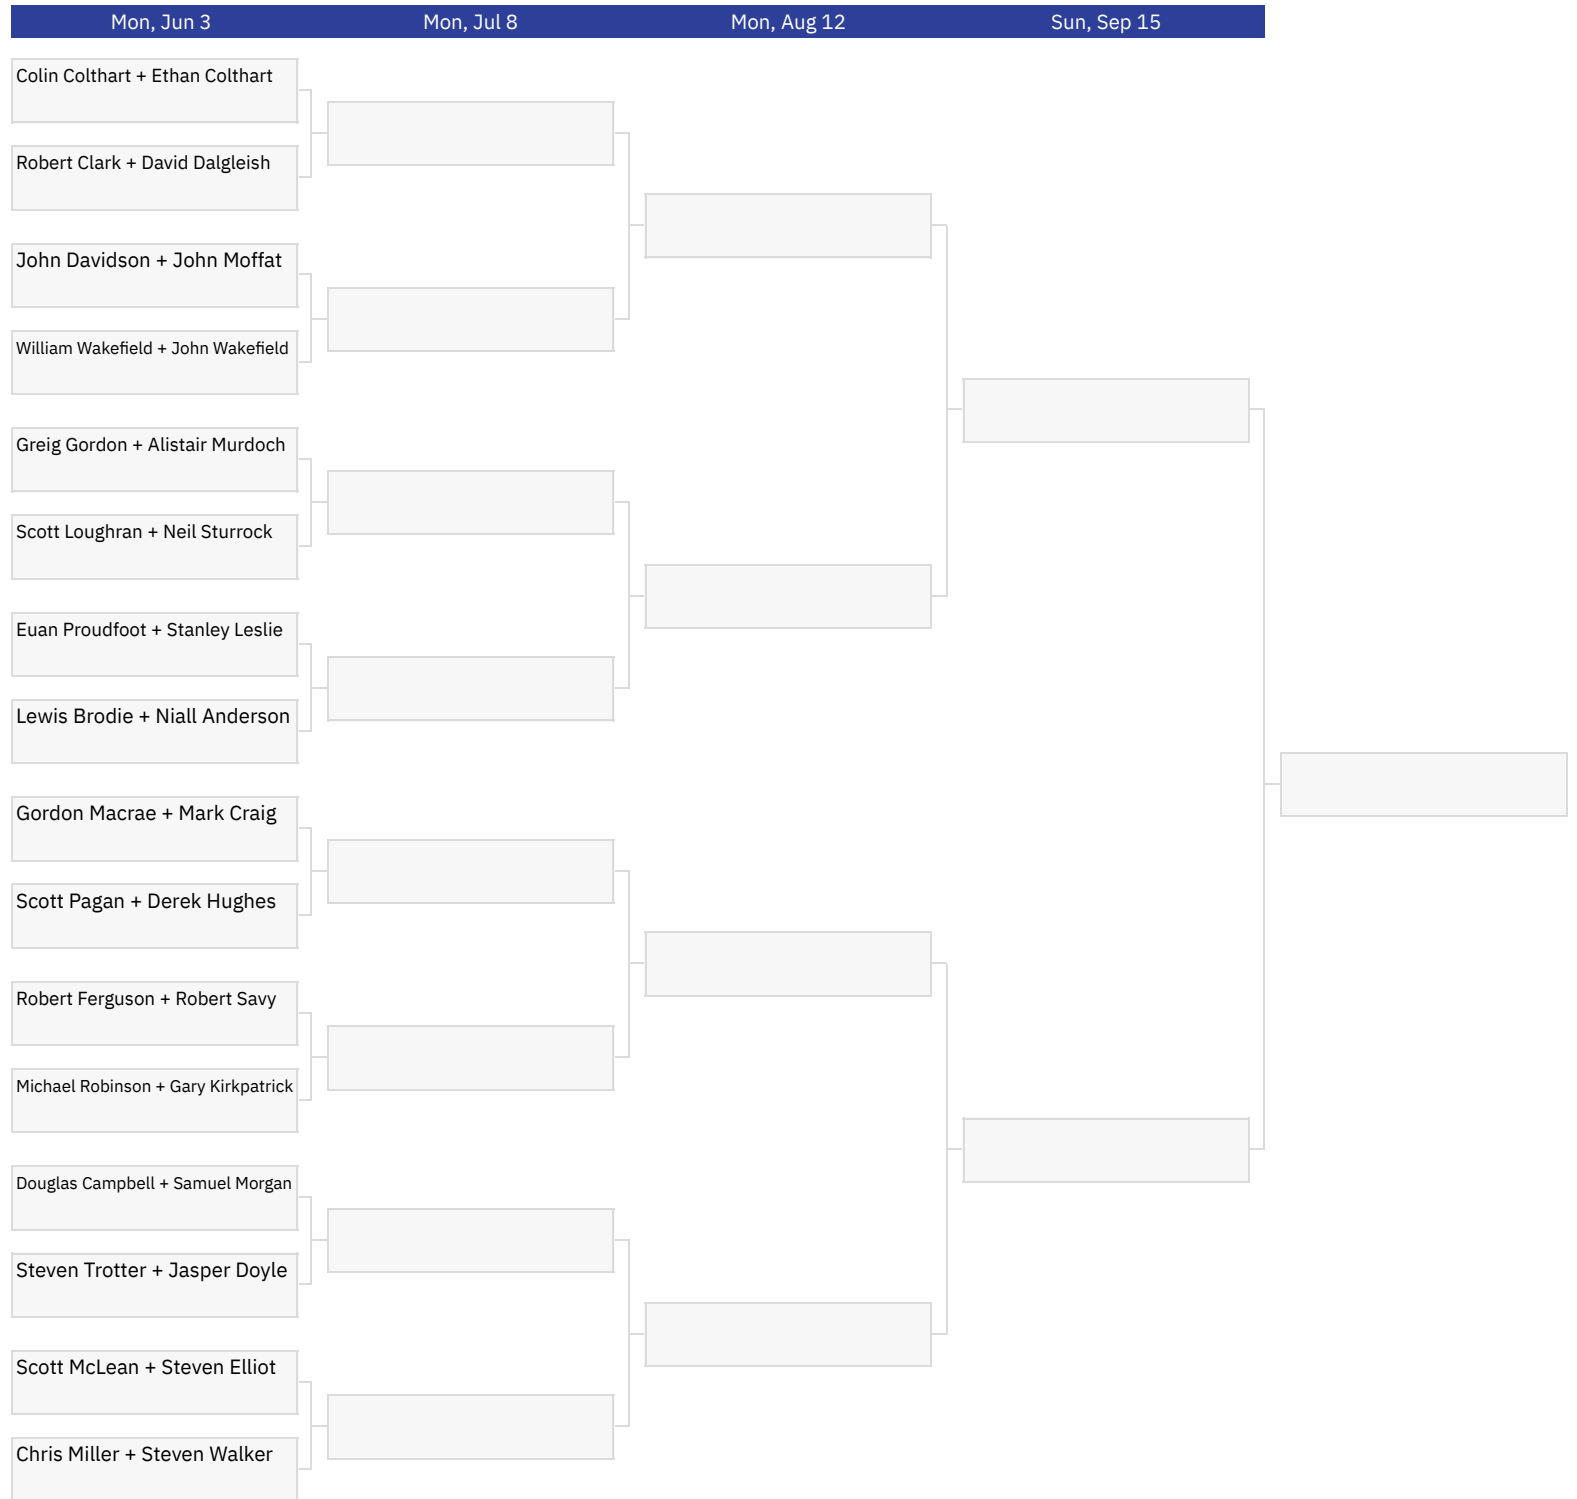 Mon, Jun 3
Mon, Jul 8
Mon, Aug 12
Sun, Sep 15
Colin Colthart + Ethan Colthart
Robert Clark + David Dalgleish
John Davidson + John Moffat
William Wakefield + John Wakefield
Greig Gordon + Alistair Murdoch
Scott Loughran + Neil Sturrock
Euan Proudfoot + Stanley Leslie
Lewis Brodie + Niall Anderson
Gordon Macrae + Mark Craig
Scott Pagan + Derek Hughes
Robert Ferguson + Robert Savy
Michael Robinson + Gary Kirkpatrick
Douglas Campbell + Samuel Morgan
Steven Trotter + Jasper Doyle
Scott McLean + Steven Elliot
Chris Miller + Steven Walker